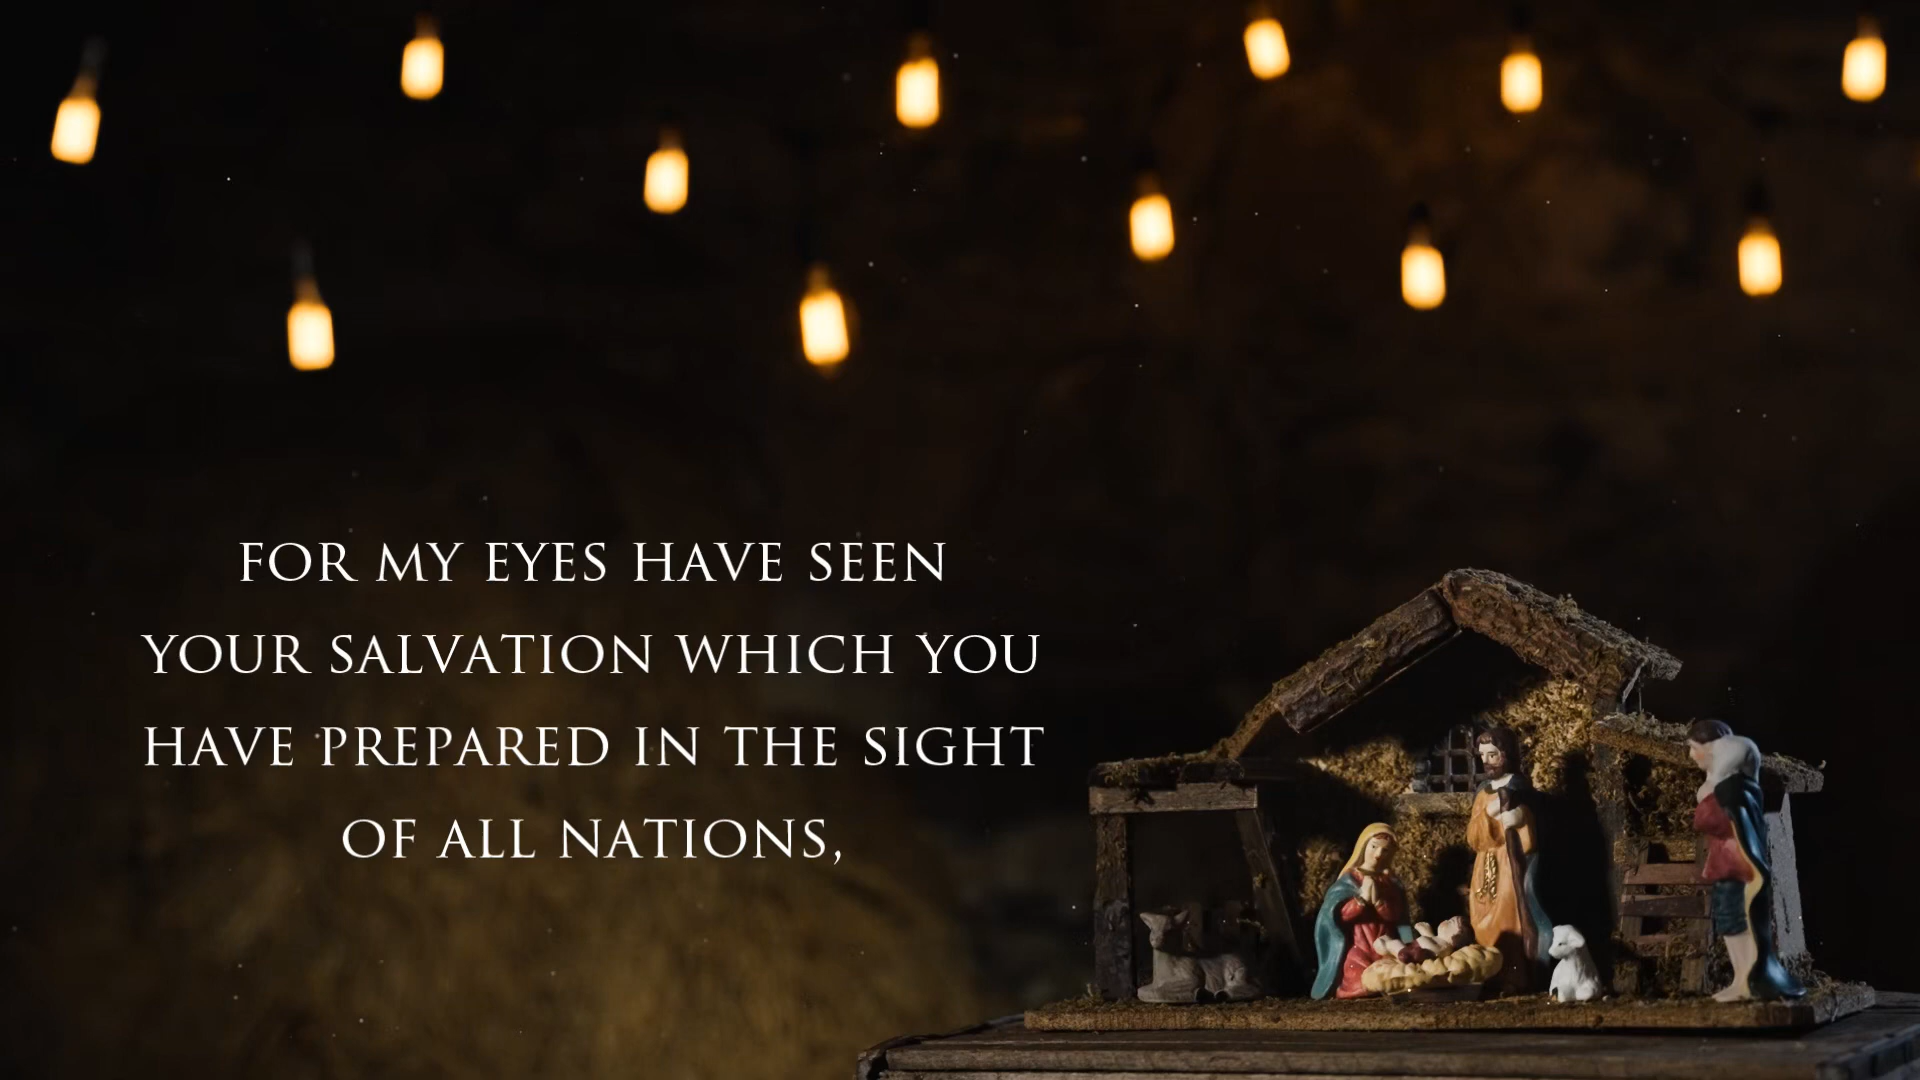 FOR MY EYES HAVE SEEN
YOUR SALVATION WHICH YOU
HAVE PREPARED IN THE SIGHT
OF ALL NATIONS,